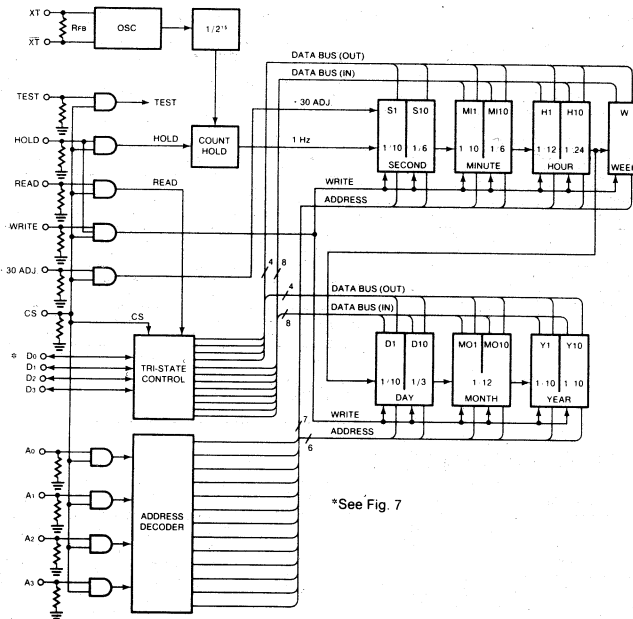 XT
RFB
OSC
1/2¹⁵
XT
DATA BUS (OUT)
DATA BUS (IN)
TEST
TEST
· 30 ADJ.
S1 S10
MI1 MI10
H1 H10
W
HOLD
HOLD
COUNT HOLD
1 Hz
1/10 1/6
1 10 1 6
1 12 1 24
SECOND
MINUTE
HOUR
WEEK
READ
READ
WRITE
ADDRESS
WRITE
· 30 ADJ.
4 8
DATA BUS (OUT)
4
CS
CS
DATA BUS (IN)
8
* D0
D1
D2
D3
TRI-STATE CONTROL
D1 D10
MO1 MO10
Y1 Y10
1/10 1/3
1 12
1/10 1 10
DAY
MONTH
YEAR
WRITE
7
ADDRESS
6
A0
A1
A2
A3
ADDRESS DECODER
*See Fig. 7